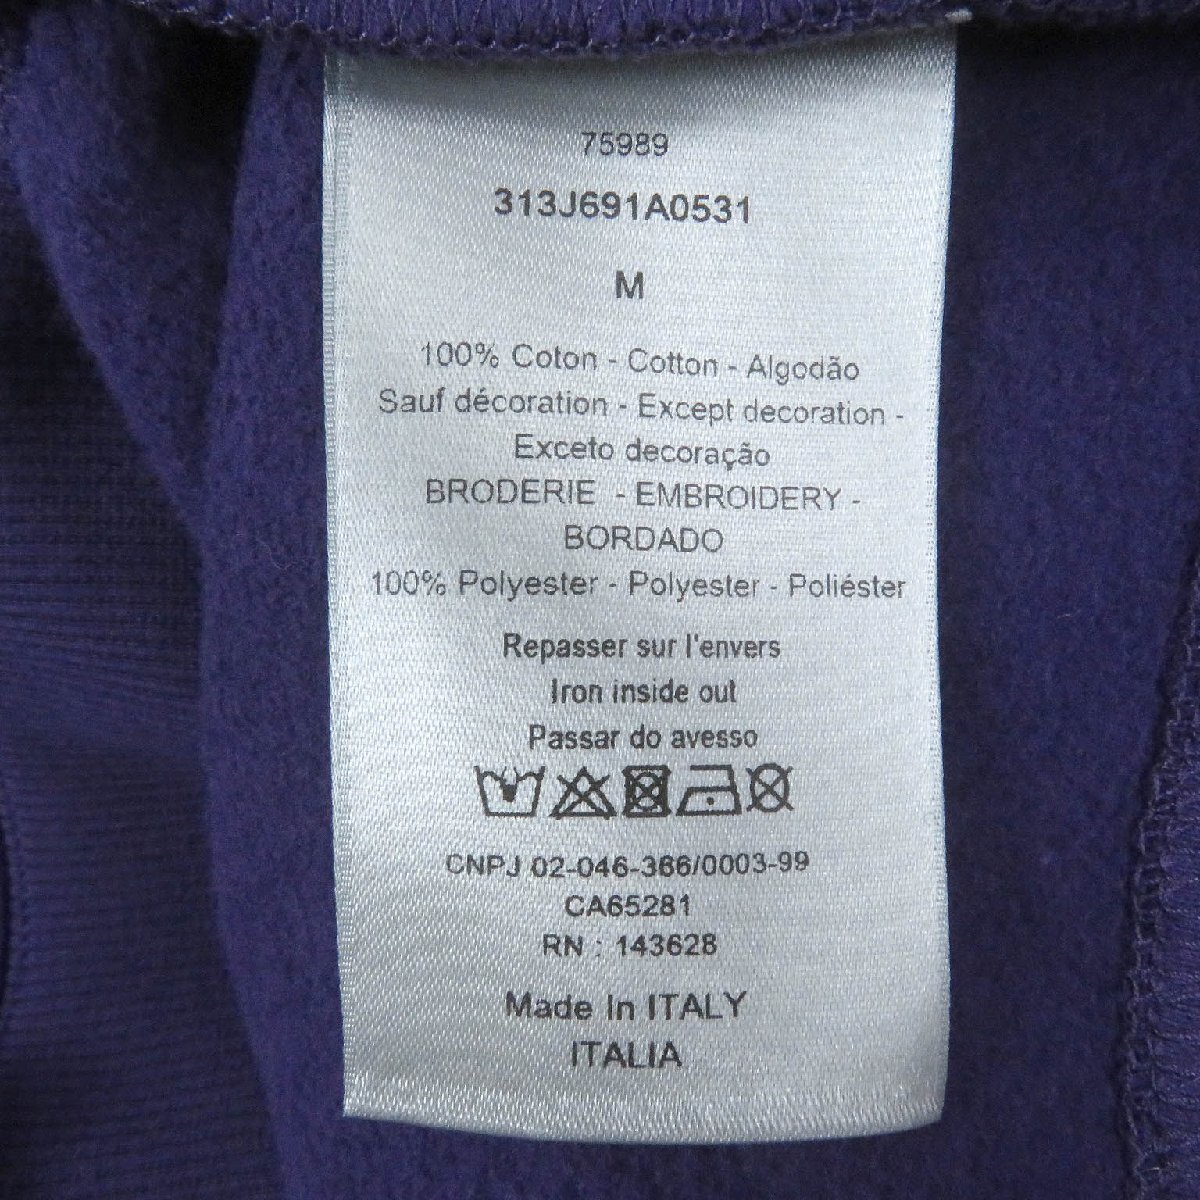 75989
313J691A0531
M
100% Coton - Cotton - Algodão
Sauf décoration - Except decoration -
Exceto decoração
BRODERIE - EMBROIDERY -
BORDADO
100% Polyester - Polyester - Poliéster
Repasser sur l'envers
Iron inside out
Passar do avesso
CNPJ 02-046-366/0003-99
CA65281
RN : 143628
Made In ITALY
ITALIA